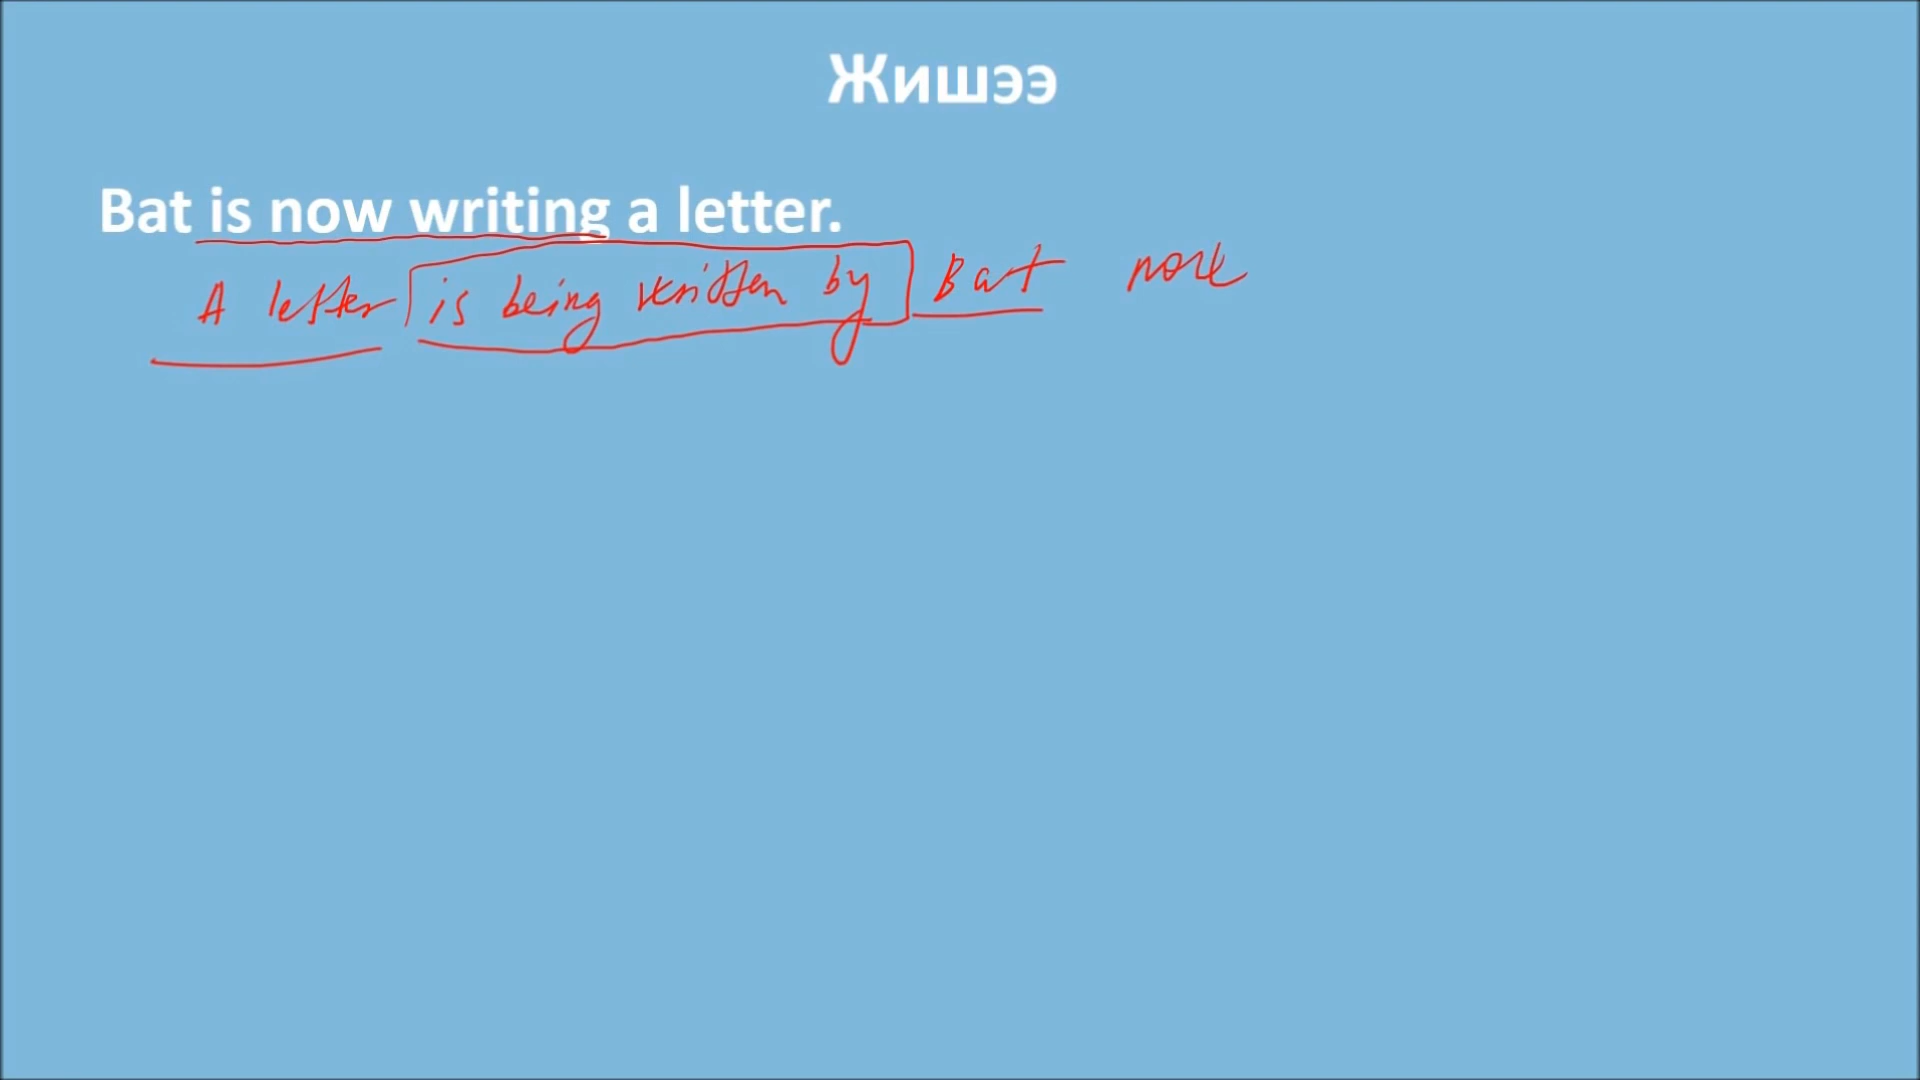 Жишээ
Bat is now writing a letter.
A letter is being written by Bat now